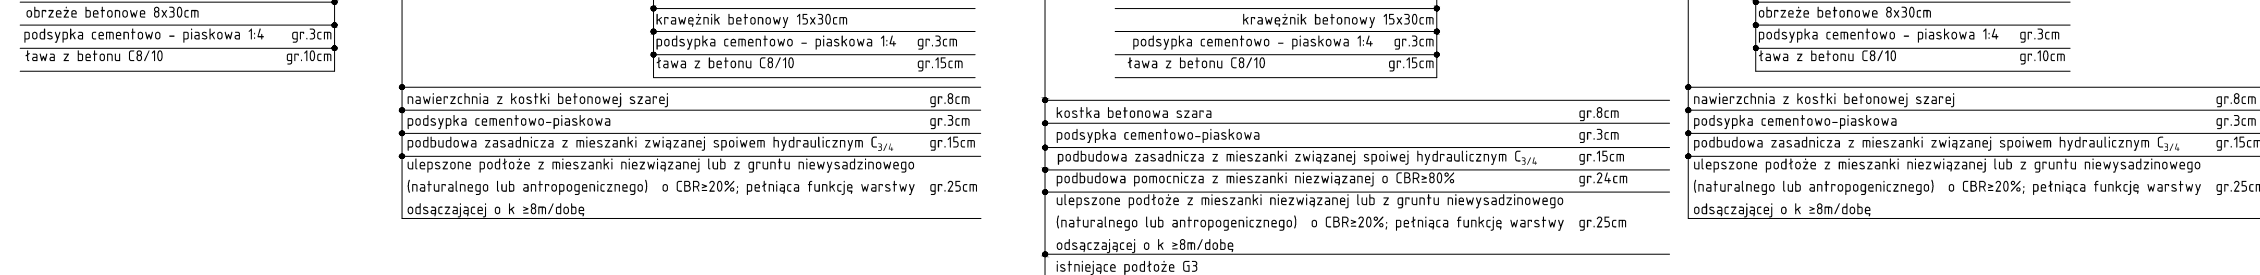 obrzeże betonowe 8x30cm
podsypka cementowo - piaskowa 1:4 gr.3cm
ława z betonu C8/10 gr.10cm
krawężnik betonowy 15x30cm
podsypka cementowo - piaskowa 1:4 gr.3cm
ława z betonu C8/10 gr.15cm
nawierzchnia z kostki betonowej szarej gr.8cm
podsypka cementowo-piaskowa gr.3cm
podbudowa zasadnicza z mieszanki związanej spoiwem hydraulicznym C3/4 gr.15cm
ulepszone podłoże z mieszanki niezwiązanej lub z gruntu niewysadzinowego
(naturalnego lub antropogenicznego) o CBR≥20%; pełniąca funkcję warstwy gr.25cm
odsączającej o k ≥8m/dobę
krawężnik betonowy 15x30cm
podsypka cementowo - piaskowa 1:4 gr.3cm
ława z betonu C8/10 gr.15cm
kostka betonowa szara gr.8cm
podsypka cementowo-piaskowa gr.3cm
podbudowa zasadnicza z mieszanki związanej spoiwej hydraulicznym C3/4 gr.15cm
podbudowa pomocnicza z mieszanki niezwiązanej o CBR≥80% gr.24cm
ulepszone podłoże z mieszanki niezwiązanej lub z gruntu niewysadzinowego
(naturalnego lub antropogenicznego) o CBR≥20%; pełniąca funkcję warstwy gr.25cm
odsączającej o k ≥8m/dobę
istniejące podłoże G3
obrzeże betonowe 8x30cm
podsypka cementowo - piaskowa 1:4 gr.3cm
ława z betonu C8/10 gr.10cm
nawierzchnia z kostki betonowej szarej gr.8cm
podsypka cementowo-piaskowa gr.3cm
podbudowa zasadnicza z mieszanki związanej spoiwem hydraulicznym C3/4 gr.15cm
ulepszone podłoże z mieszanki niezwiązanej lub z gruntu niewysadzinowego
(naturalnego lub antropogenicznego) o CBR≥20%; pełniąca funkcję warstwy gr.25cm
odsączającej o k ≥8m/dobę